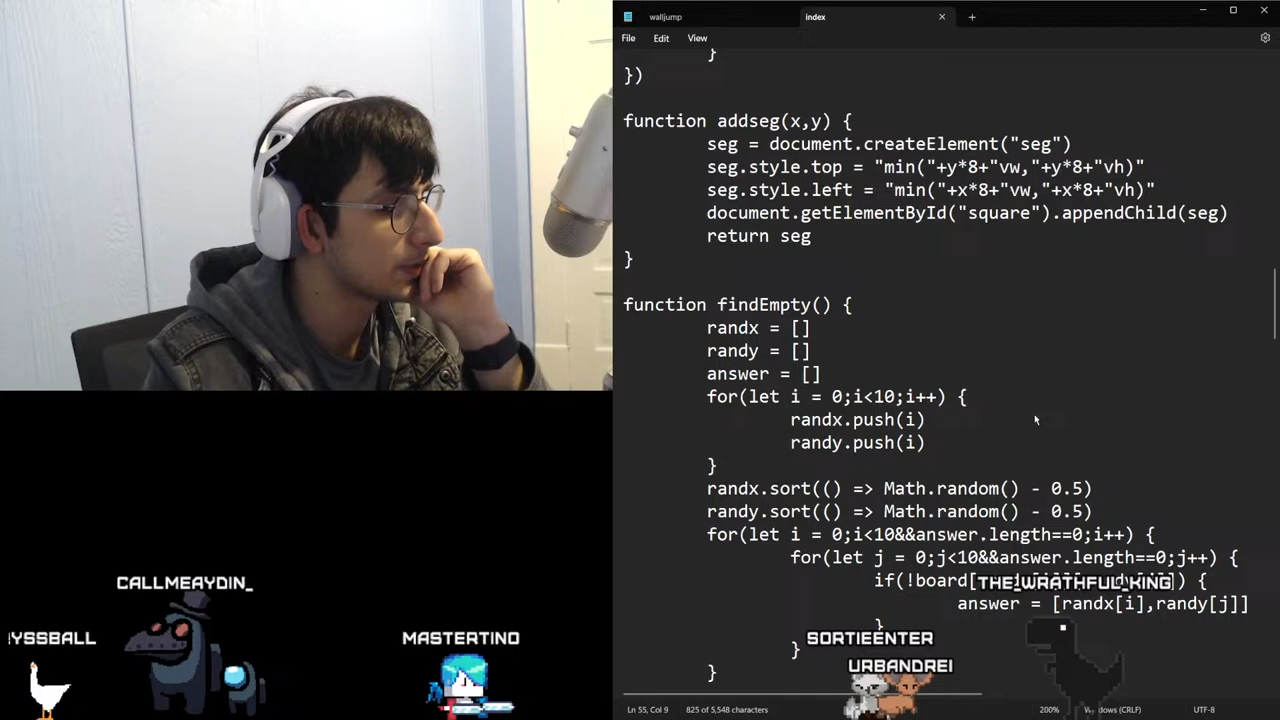 walljump
index
File Edit View
}
})
function addseg(x,y) {
seg = document.createElement("seg")
seg.style.top = "min("+y*8+"vw,"+y*8+"vh)"
seg.style.left = "min("+x*8+"vw,"+x*8+"vh)"
document.getElementById("square").appendChild(seg)
return seg
}
function findEmpty() {
randx = []
randy = []
answer = []
for(let i = 0;i<10;i++) {
randx.push(i)
randy.push(i)
}
randx.sort(() => Math.random() - 0.5)
randy.sort(() => Math.random() - 0.5)
for(let i = 0;i<10&&answer.length==0;i++) {
for(let j = 0;j<10&&answer.length==0;j++) {
if(!board[ ]) {
THE_WRATHFUL_KING
answer = [randx[i],randy[j]]
}
}
}
CALLMEAYDIN_
YSSBALL
MASTERTINO
SORTIEENTER
URBANDREI
Ln 55, Col 9 825 of 5,548 characters 200% (CRLF) UTF-8